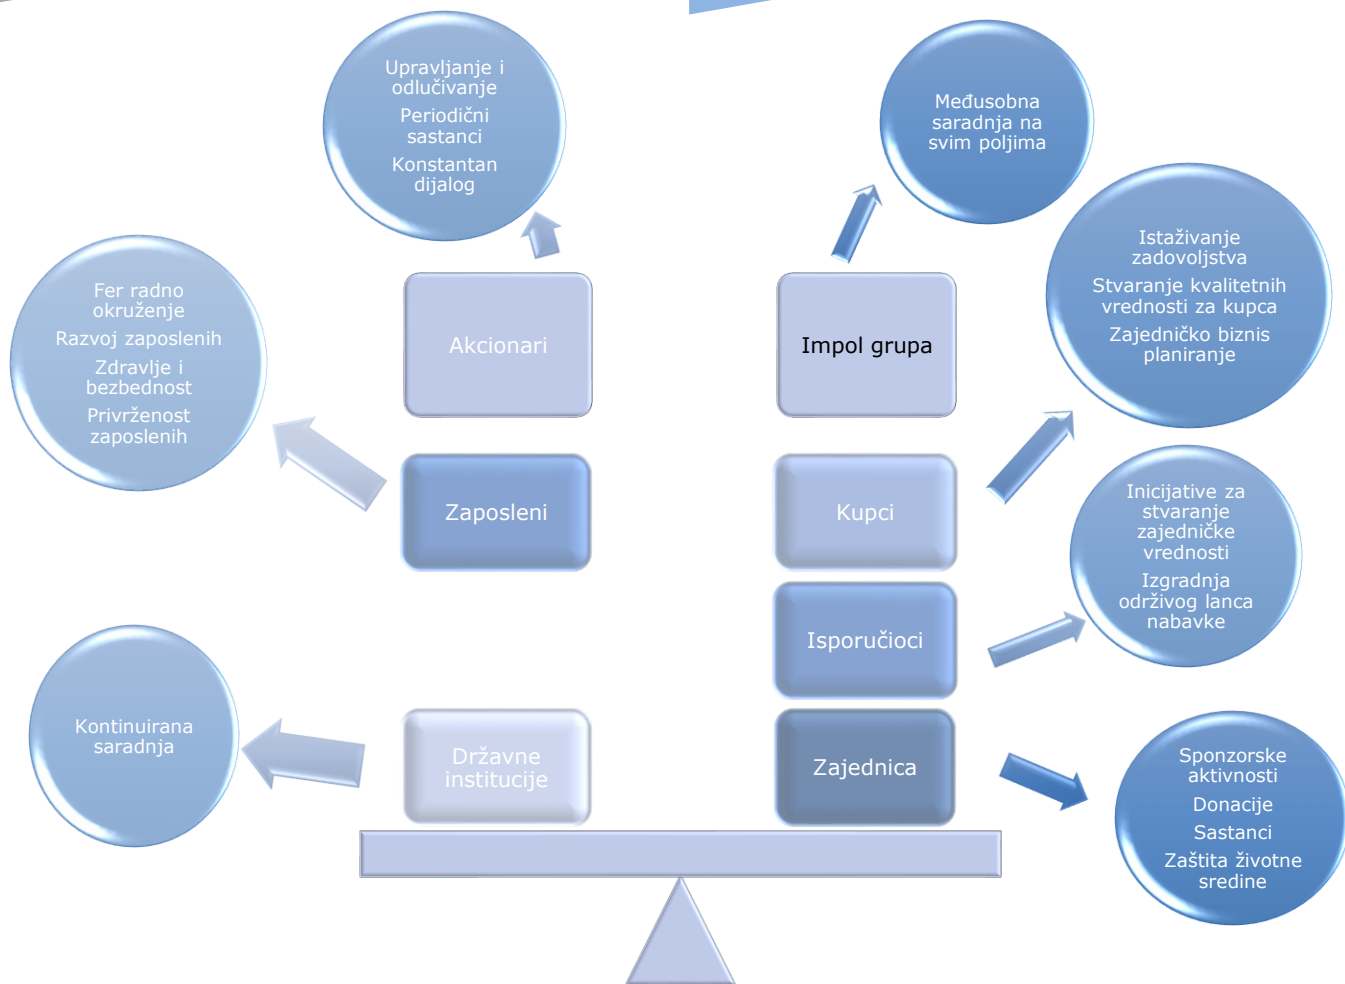 Upravljanje i
odlučivanje
Periodični
sastanci
Konstantan
dijalog
Međusobna
saradnja na
svim poljima
Fer radno
okruženje
Razvoj zaposlenih
Zdravlje i
bezbednost
Privrženost
zaposlenih
Akcionari
Impol grupa
Istaživanje
zadovoljstva
Stvaranje kvalitetnih
vrednosti za kupca
Zajedničko biznis
planiranje
Zaposleni
Kupci
Inicijative za
stvaranje
zajedničke
vrednosti
Izgradnja
održivog lanca
nabavke
Isporučioci
Kontinuirana
saradnja
Državne
institucije
Zajednica
Sponzorske
aktivnosti
Donacije
Sastanci
Zaštita životne
sredine